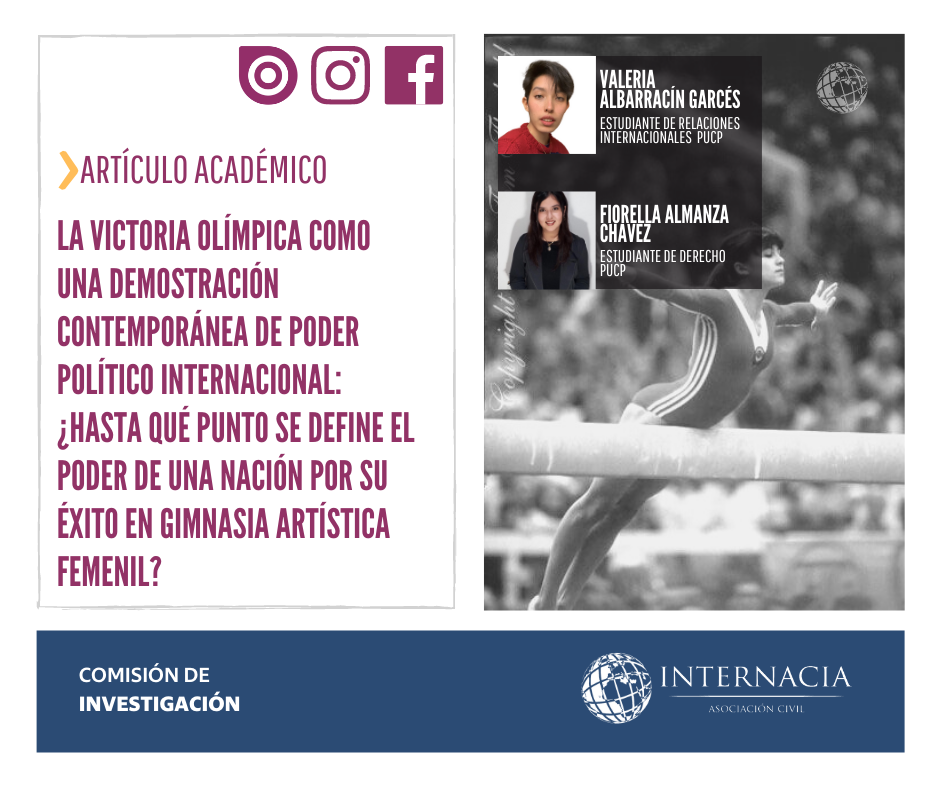 ARTÍCULO ACADÉMICO
LA VICTORIA OLÍMPICA COMO
UNA DEMOSTRACIÓN
CONTEMPORÁNEA DE PODER
POLÍTICO INTERNACIONAL:
¿HASTA QUÉ PUNTO SE DEFINE EL
PODER DE UNA NACIÓN POR SU
ÉXITO EN GIMNASIA ARTÍSTICA
FEMENIL?
VALERIA
ALBARRACÍN GARCÉS
ESTUDIANTE DE RELACIONES
INTERNACIONALES PUCP
FIORELLA ALMANZA
CHÁVEZ
ESTUDIANTE DE DERECHO
PUCP
Copyright
COMISIÓN DE
INVESTIGACIÓN
INTERNACIA
ASOCIACIÓN CIVIL